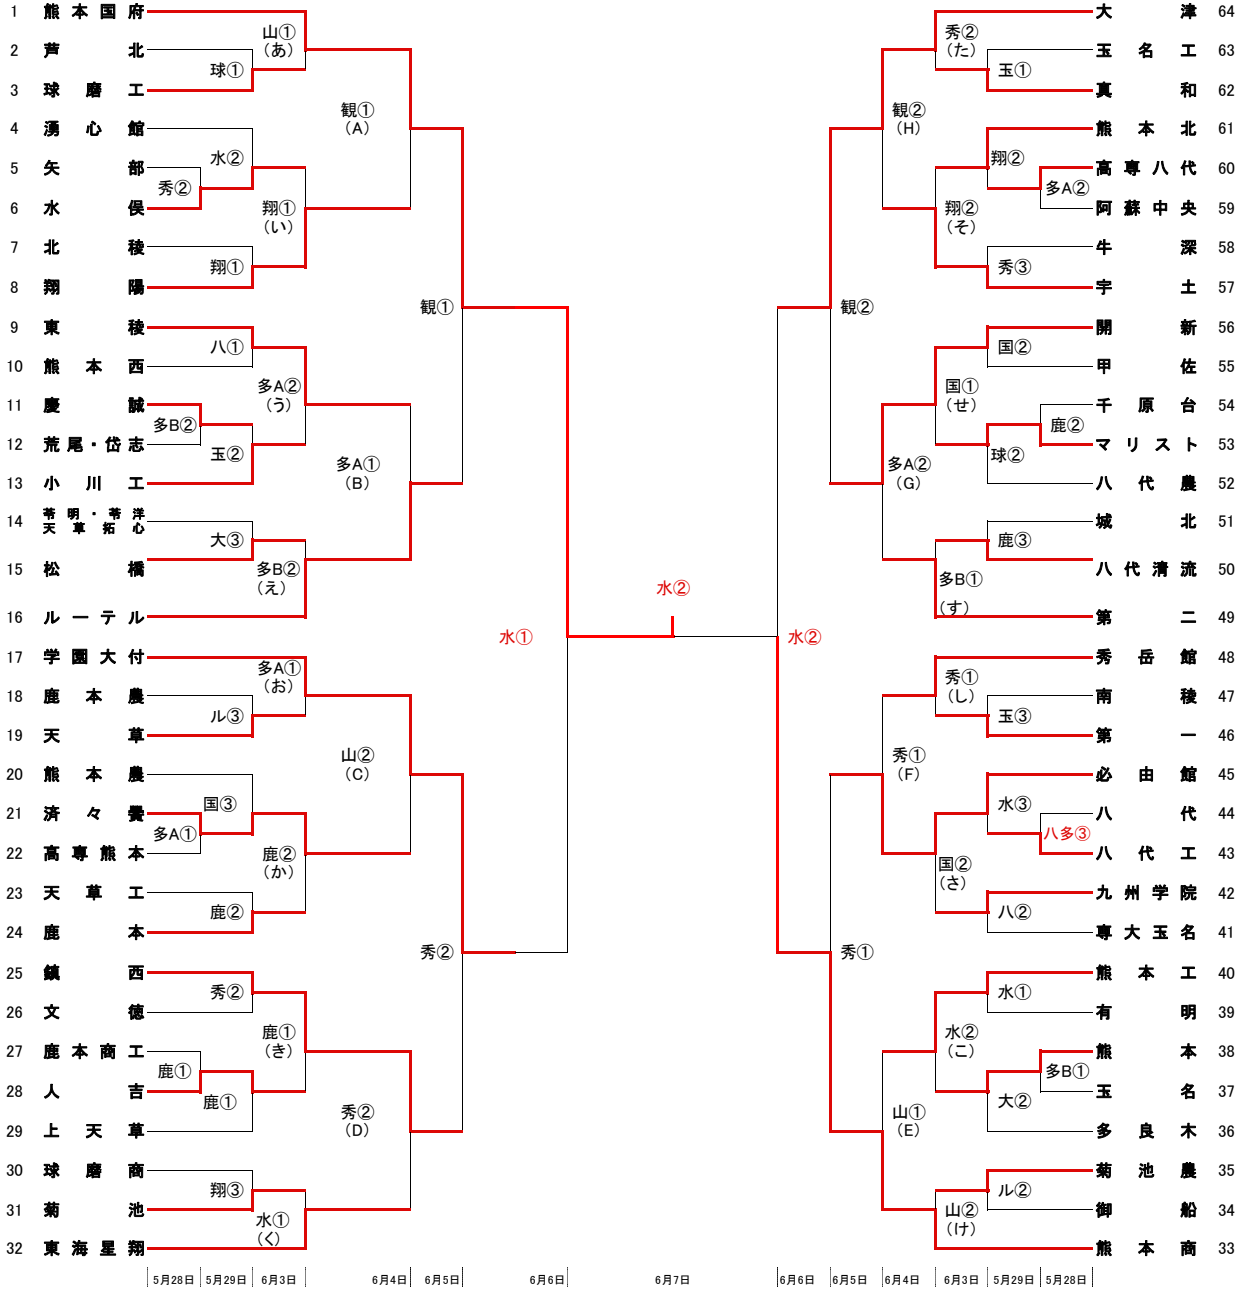 1 熊本国府
2 芦北
3 球磨工
4 湧心館
5 矢部
6 水俣
7 北稜
8 翔陽
9 東稜
10 熊本西
11 慶誠
12 荒尾・岱志
13 小川工
14 苓明・苓洋
天草拓心
15 松橋
16 ルーテル
17 学園大付
18 鹿本農
19 天草
20 熊本農
21 済々黌
22 高専熊本
23 天草工
24 鹿本
25 鎮西
26 文徳
27 鹿本商工
28 人吉
29 上天草
30 球磨商
31 菊池
32 東海星翔
秀②
多B②
多A①
鹿①
球①
水②
翔①
八①
玉②
大③
ル③
国③
鹿②
秀②
鹿①
翔③
山①
(あ)
翔①
(い)
多A②
(う)
多B②
(え)
多A①
(お)
鹿②
(か)
鹿①
(き)
水①
(く)
観①
(A)
多A①
(B)
山②
(C)
秀②
(D)
観①
秀②
水①
水②
水②
観②
秀①
観②
(H)
多A②
(G)
秀①
(F)
山①
(E)
秀②
(た)
翔②
(そ)
国①
(せ)
多B①
(す)
秀①
(し)
国②
(さ)
水②
(こ)
山②
(け)
玉①
翔②
秀③
国②
球②
鹿③
玉③
水③
八②
水①
大②
ル②
多A②
鹿②
八多③
多B①
大津 64
玉名工 63
真和 62
熊本北 61
高専八代 60
阿蘇中央 59
牛深 58
宇土 57
開新 56
甲佐 55
千原台 54
マリスト 53
八代農 52
城北 51
八代清流 50
第二 49
秀岳館 48
南稜 47
第一 46
必由館 45
八代 44
八代工 43
九州学院 42
専大玉名 41
熊本工 40
有明 39
熊本 38
玉名 37
多良木 36
菊池農 35
御船 34
熊本商 33
5月28日 5月29日 6月3日 6月4日 6月5日 6月6日 6月7日 6月6日 6月5日 6月4日 6月3日 5月29日 5月28日